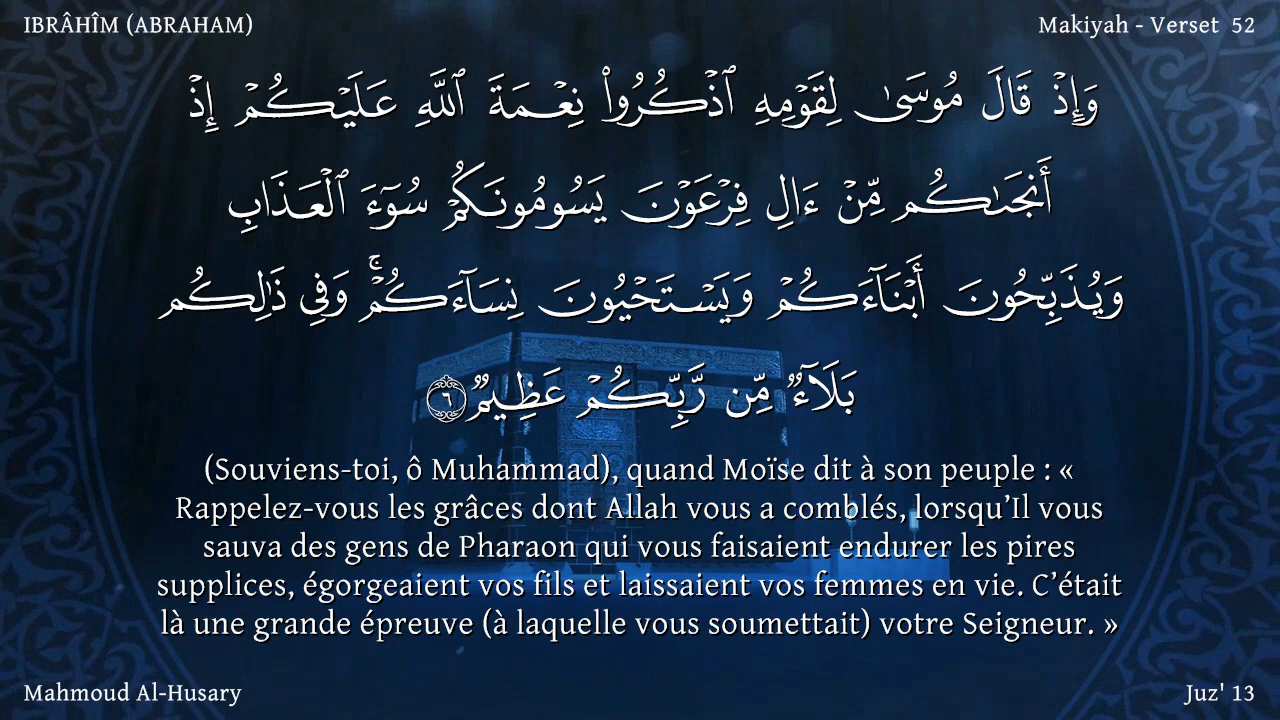 IBRÂHÎM (ABRAHAM)
Makiyah - Verset 52
وَإِذْ قَالَ مُوسَىٰ لِقَوْمِهِ ٱذْكُرُوا۟ نِعْمَةَ ٱللَّهِ عَلَيْكُمْ إِذْ
أَنجَىٰكُم مِّنْ ءَالِ فِرْعَوْنَ يَسُومُونَكُمْ سُوٓءَ ٱلْعَذَابِ
وَيُذَبِّحُونَ أَبْنَآءَكُمْ وَيَسْتَحْيُونَ نِسَآءَكُمْ ۚ وَفِى ذَٰلِكُم
بَلَآءٌ مِّن رَّبِّكُمْ عَظِيمٌ ٦
(Souviens-toi, ô Muhammad), quand Moïse dit à son peuple : «
Rappelez-vous les grâces dont Allah vous a comblés, lorsqu’Il vous
sauva des gens de Pharaon qui vous faisaient endurer les pires
supplices, égorgeaient vos fils et laissaient vos femmes en vie. C’était
là une grande épreuve (à laquelle vous soumettait) votre Seigneur. »
Mahmoud Al-Husary
Juz' 13